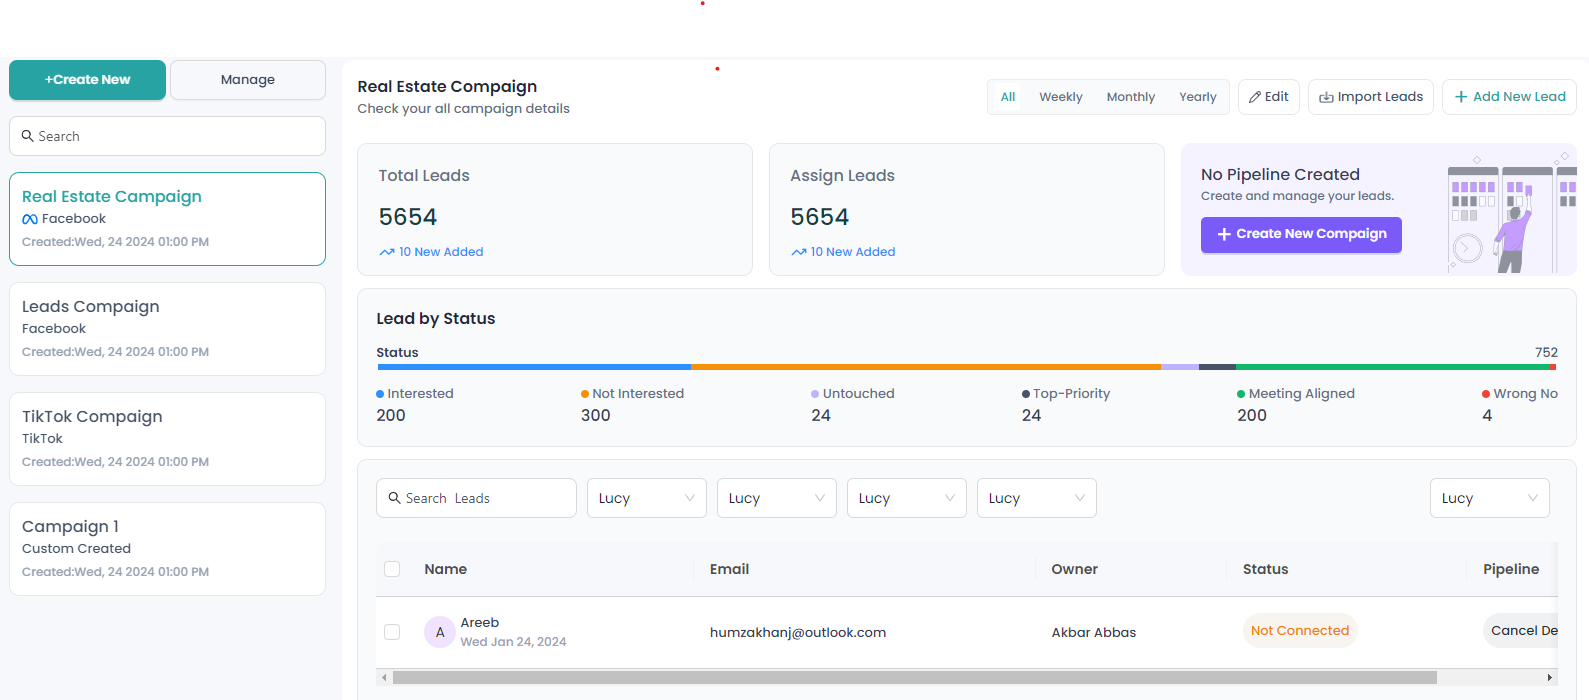 +Create New
Manage
Search
Real Estate Campaign
Facebook
Created:Wed, 24 2024 01:00 PM
Leads Compaign
Facebook
Created:Wed, 24 2024 01:00 PM
TikTok Compaign
TikTok
Created:Wed, 24 2024 01:00 PM
Campaign 1
Custom Created
Created:Wed, 24 2024 01:00 PM
Real Estate Compaign
Check your all campaign details
All Weekly Monthly Yearly
Edit
Import Leads
+ Add New Lead
Total Leads
5654
10 New Added
Assign Leads
5654
10 New Added
No Pipeline Created
Create and manage your leads.
+ Create New Compaign
Lead by Status
Status 752
Interested Not Interested Untouched Top-Priority Meeting Aligned Wrong No
200 300 24 24 200 4
Search Leads Lucy Lucy Lucy Lucy Lucy
Name Email Owner Status Pipeline
A Areeb humzakhanj@outlook.com Akbar Abbas Not Connected Cancel De
Wed Jan 24, 2024